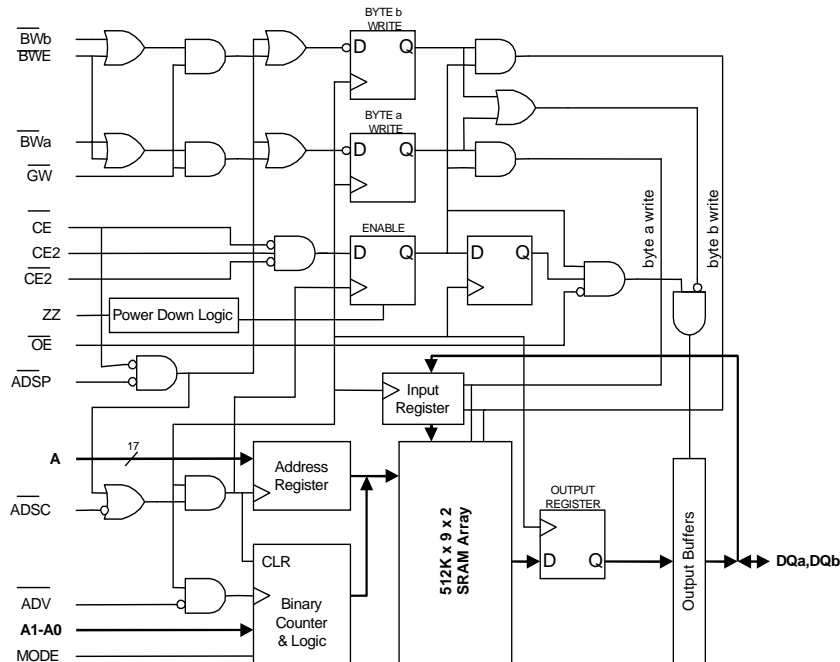 BYTE b
WRITE
BWb
D Q
BWE
BYTE a
WRITE
BWa
D Q
GW
byte a write
byte b write
CE
ENABLE
CE2
D Q
D Q
CE2
ZZ
Power Down Logic
OE
ADSP
Input
Register
17
A
Address
Register
ADSC
OUTPUT
REGISTER
512K x 9 x 2
SRAM Array
D Q
Output Buffers
DQa,DQb
CLR
ADV
Binary
Counter
& Logic
A1-A0
MODE